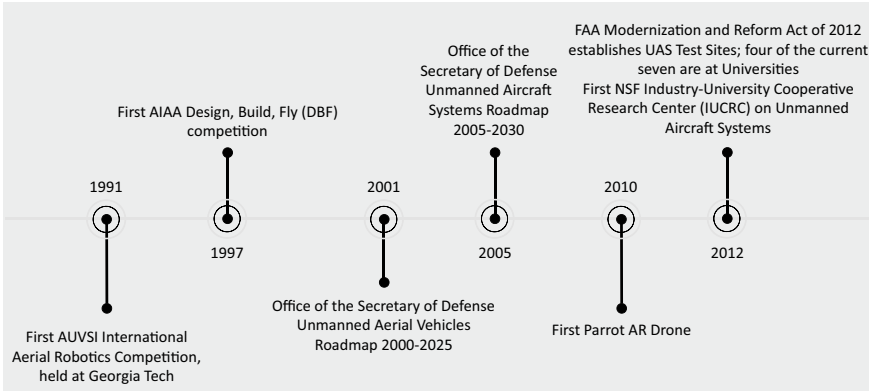 FAA Modernization and Reform Act of 2012
establishes UAS Test Sites; four of the current
seven are at Universities
First NSF Industry-University Cooperative
Research Center (IUCRC) on Unmanned
Aircraft Systems
Office of the
Secretary of Defense
Unmanned Aircraft
Systems Roadmap
2005-2030
First AIAA Design, Build, Fly (DBF)
competition
1991
2001
2010
1997
2005
2012
Office of the Secretary of Defense
Unmanned Aerial Vehicles
Roadmap 2000-2025
First Parrot AR Drone
First AUVSI International
Aerial Robotics Competition,
held at Georgia Tech